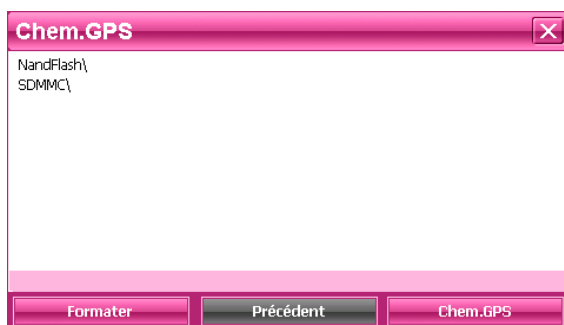 Chem.GPS
NandFlash\
SDMMC\
Formater
Précédent
Chem.GPS